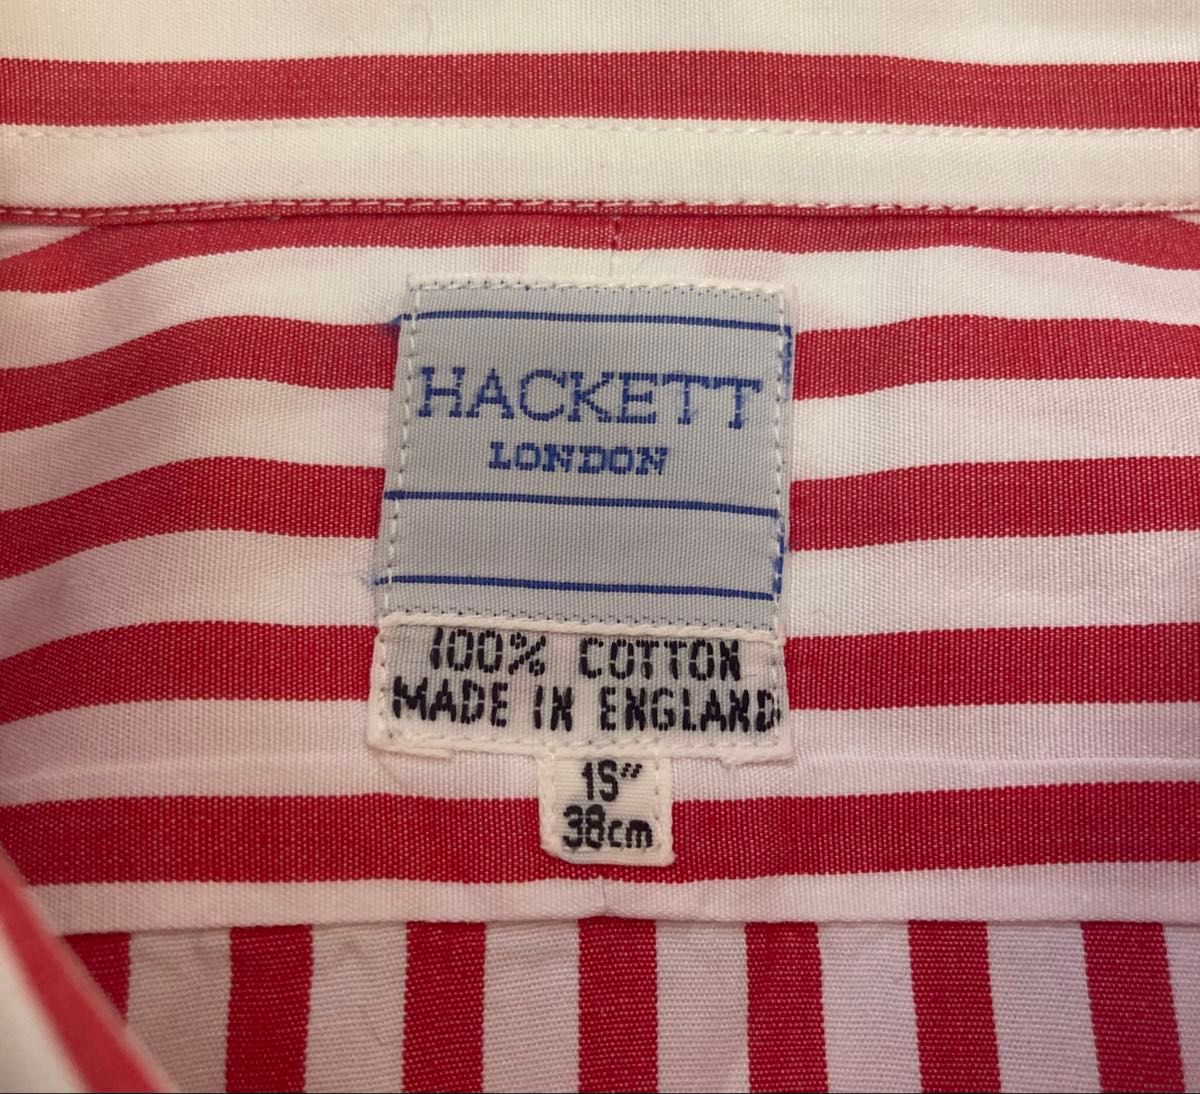 HACKETT
LONDON
100% COTTON
MADE IN ENGLAND
15"
38cm